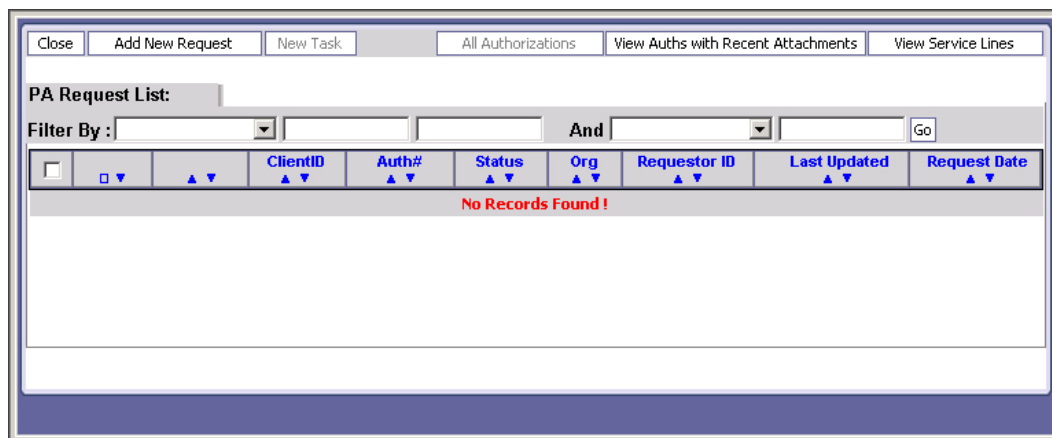 Close Add New Request New Task All Authorizations View Auths with Recent Attachments View Service Lines
PA Request List:
Filter By : And Go
ClientID Auth# Status Org Requestor ID Last Updated Request Date
No Records Found !